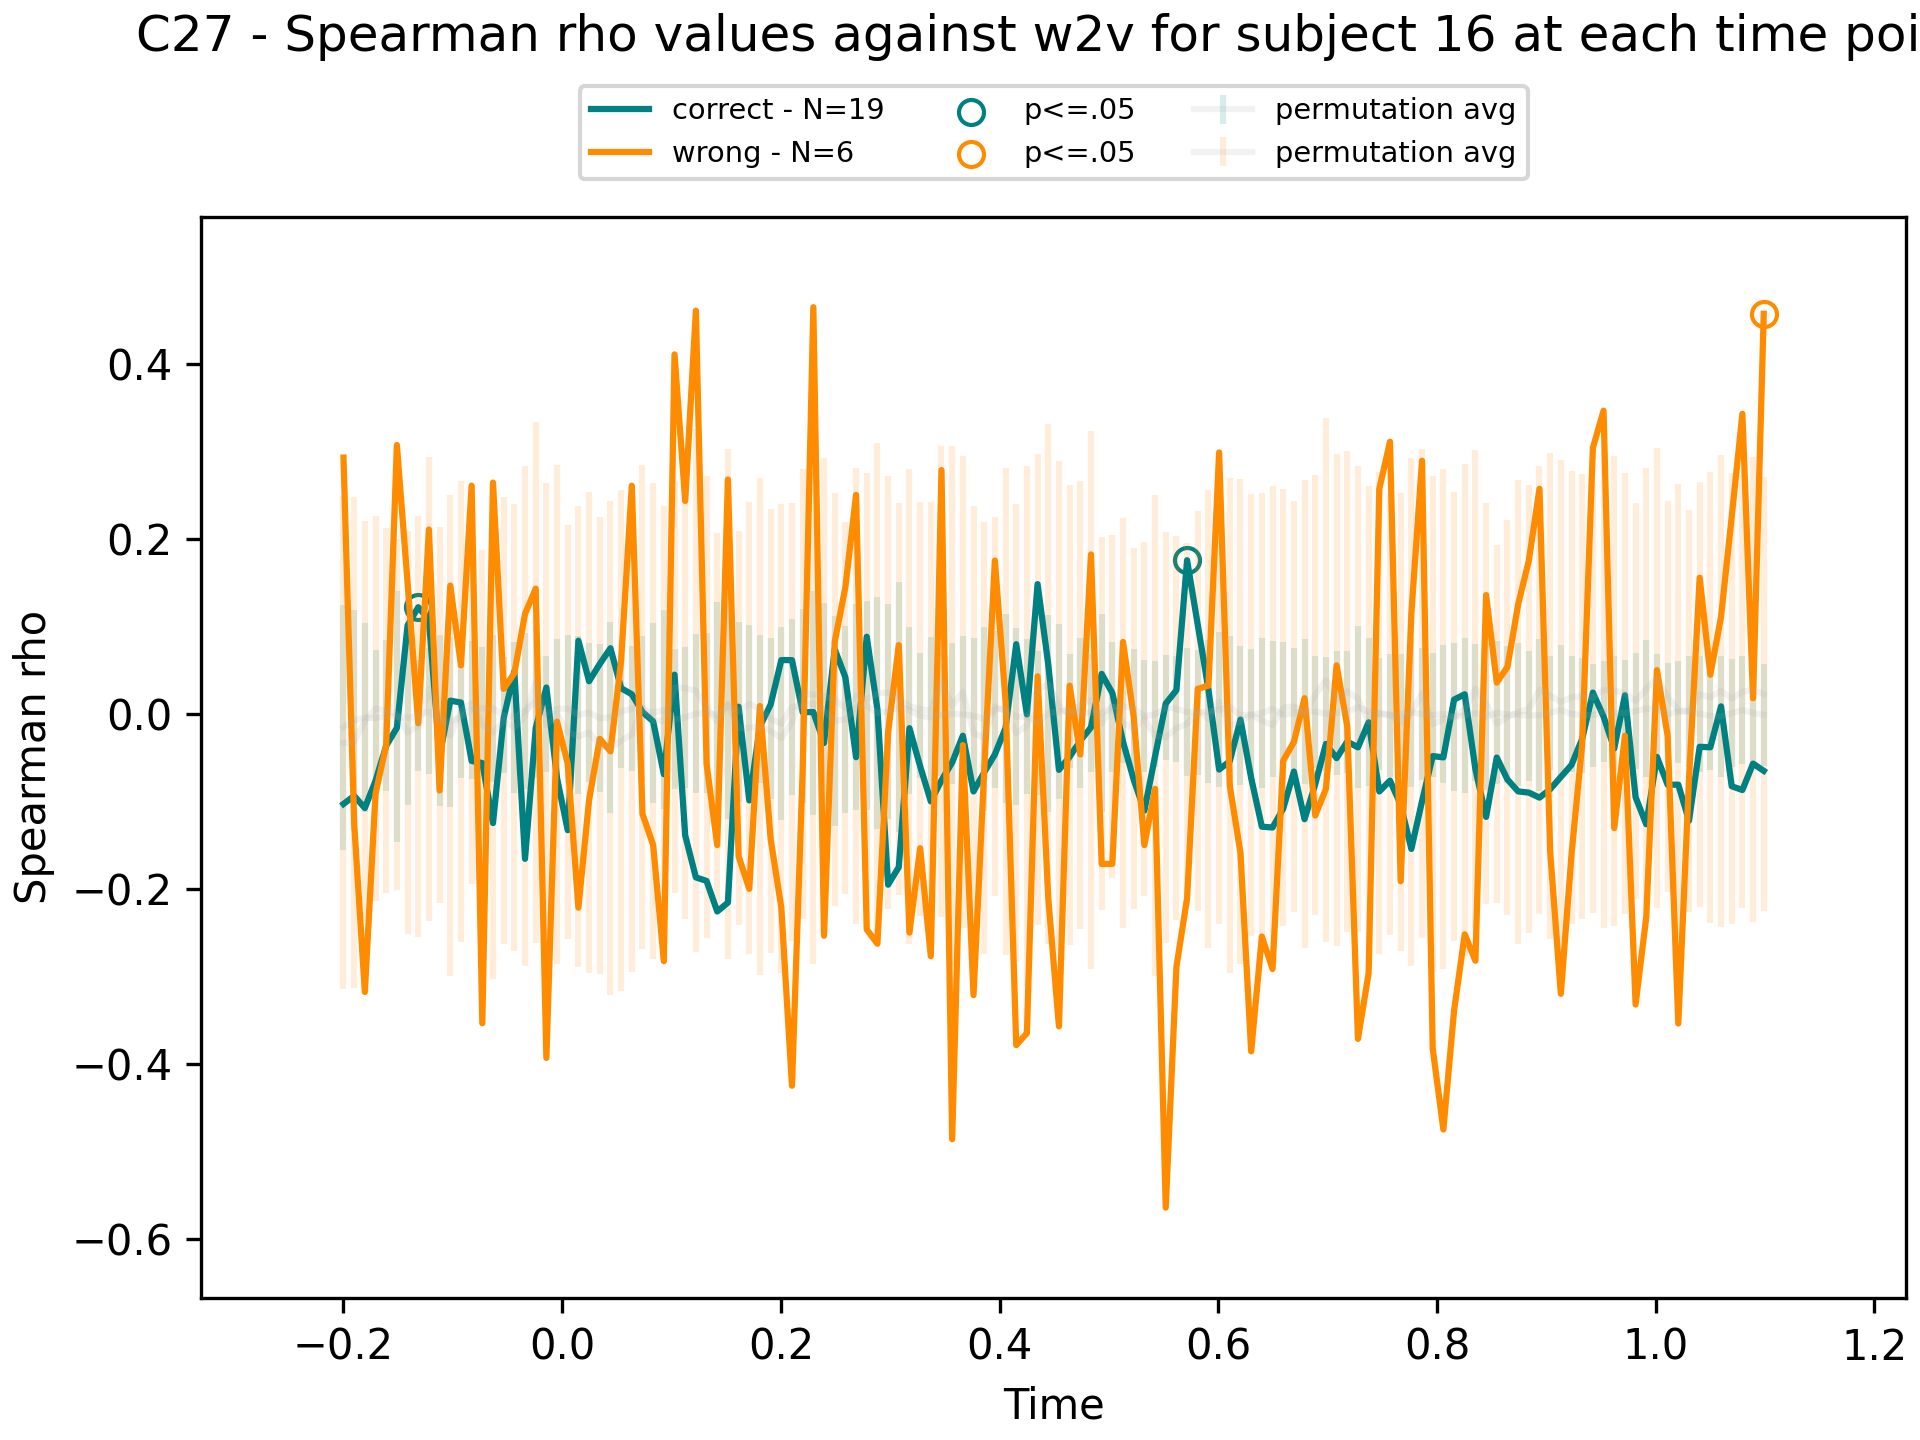 C27 - Spearman rho values against w2v for subject 16 at each time poi
correct - N=19
wrong - N=6
p<=.05
p<=.05
permutation avg
permutation avg
Spearman rho
0.4
0.2
0.0
−0.2
−0.4
−0.6
−0.2 0.0 0.2 0.4 0.6 0.8 1.0 1.2
Time